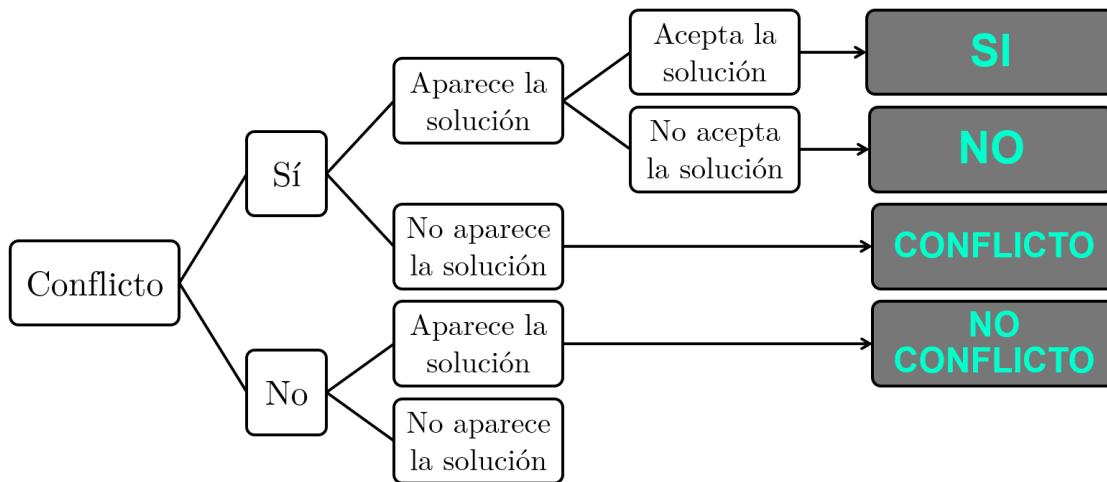 Conflicto
Sí
No
Aparece la
solución
No aparece
la solución
Aparece la
solución
No aparece
la solución
Acepta la
solución
No acepta
la solución
SI
NO
CONFLICTO
NO
CONFLICTO